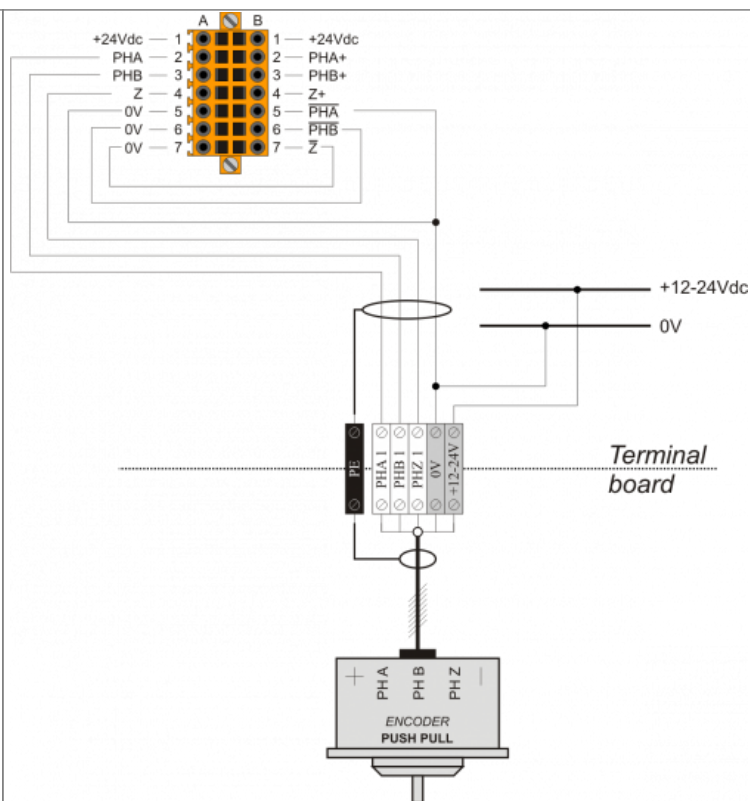 A B
+24Vdc 1 1 +24Vdc
PHA 2 2 PHA+
PHB 3 3 PHB+
Z 4 4 Z+
0V 5 5 P̅H̅A̅
0V 6 6 P̅H̅B̅
0V 7 7 Z̅
+12-24Vdc
0V
PE
PHA 1
PHB 1
PHZ 1
0V
+12-24V
Terminal
board
+ PH A PH B PH Z –
ENCODER
PUSH PULL